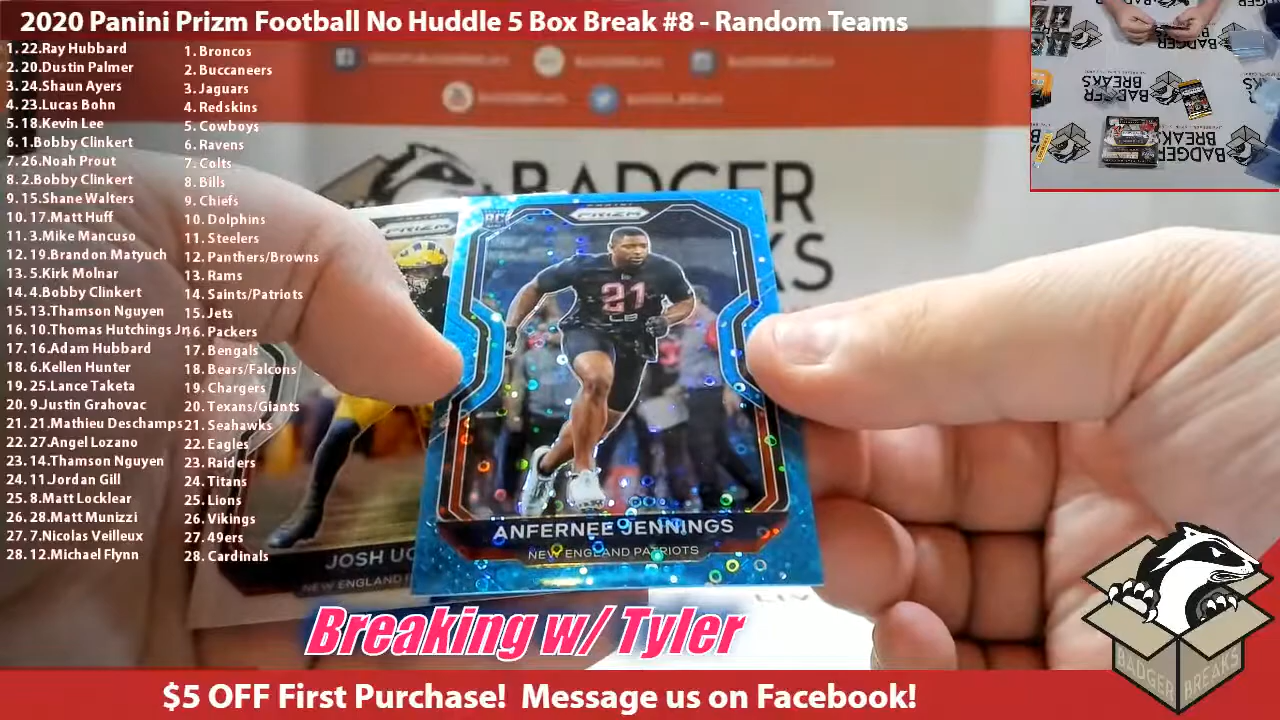 2020 Panini Prizm Football No Huddle 5 Box Break #8 - Random Teams
1. 22.Ray Hubbard
2. 20.Dustin Palmer
3. 24.Shaun Ayers
4. 23.Lucas Bohn
5. 18.Kevin Lee
6. 1.Bobby Clinkert
7. 26.Noah Prout
8. 2.Bobby Clinkert
9. 15.Shane Walters
10. 17.Matt Huff
11. 3.Mike Mancuso
12. 19.Brandon Matyuch
13. 5.Kirk Molnar
14. 4.Bobby Clinkert
15. 13.Thamson Nguyen
16. 10.Thomas Hutchings Jr
17. 16.Adam Hubbard
18. 6.Kellen Hunter
19. 25.Lance Taketa
20. 9.Justin Grahovac
21. 21.Mathieu Deschamps
22. 27.Angel Lozano
23. 14.Thamson Nguyen
24. 11.Jordan Gill
25. 8.Matt Locklear
26. 28.Matt Munizzi
27. 7.Nicolas Veilleux
28. 12.Michael Flynn
1. Broncos
2. Buccaneers
3. Jaguars
4. Redskins
5. Cowboys
6. Ravens
7. Colts
8. Bills
9. Chiefs
10. Dolphins
11. Steelers
12. Panthers/Browns
13. Rams
14. Saints/Patriots
15. Jets
16. Packers
17. Bengals
18. Bears/Falcons
19. Chargers
20. Texans/Giants
21. Seahawks
22. Eagles
23. Raiders
24. Titans
25. Lions
26. Vikings
27. 49ers
28. Cardinals
BADGER
BREAKS
BADGER
PRIZM
RC
PANINI
PRIZM
21
CB
ANFERNEE JENNINGS
NEW ENGLAND PATRIOTS
JOSH
NEW ENGLAND
Breaking w/ Tyler
BADGER BREAKS
$5 OFF First Purchase! Message us on Facebook!